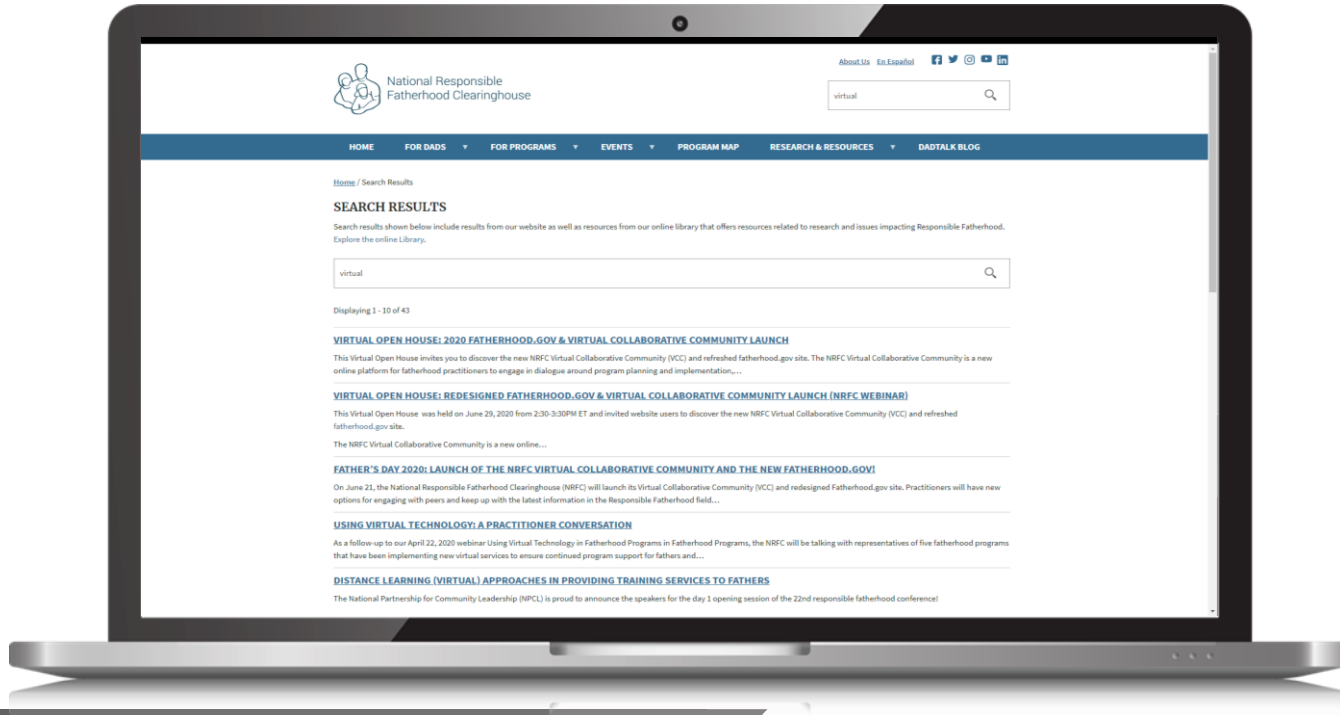 About Us En Español
National Responsible
Fatherhood Clearinghouse
virtual
HOME FOR DADS FOR PROGRAMS EVENTS PROGRAM MAP RESEARCH & RESOURCES DADTALK BLOG
Home / Search Results
SEARCH RESULTS
Search results shown below include results from our website as well as resources from our online library that offers resources related to research and issues impacting Responsible Fatherhood.
Explore the online Library.
virtual
Displaying 1 - 10 of 43
VIRTUAL OPEN HOUSE: 2020 FATHERHOOD.GOV & VIRTUAL COLLABORATIVE COMMUNITY LAUNCH
This Virtual Open House invites you to discover the new NRFC Virtual Collaborative Community (VCC) and refreshed fatherhood.gov site. The NRFC Virtual Collaborative Community is a new
online platform for fatherhood practitioners to engage in dialogue around program planning and implementation,...
VIRTUAL OPEN HOUSE: REDESIGNED FATHERHOOD.GOV & VIRTUAL COLLABORATIVE COMMUNITY LAUNCH (NRFC WEBINAR)
This Virtual Open House was held on June 29, 2020 from 2:30-3:30PM ET and invited website users to discover the new NRFC Virtual Collaborative Community (VCC) and refreshed
fatherhood.gov site.
The NRFC Virtual Collaborative Community is a new online...
FATHER'S DAY 2020: LAUNCH OF THE NRFC VIRTUAL COLLABORATIVE COMMUNITY AND THE NEW FATHERHOOD.GOV!
On June 21, the National Responsible Fatherhood Clearinghouse (NRFC) will launch its Virtual Collaborative Community (VCC) and redesigned Fatherhood.gov site. Practitioners will have new
options for engaging with peers and keep up with the latest information in the Responsible Fatherhood field...
USING VIRTUAL TECHNOLOGY: A PRACTITIONER CONVERSATION
As a follow-up to our April 22, 2020 webinar Using Virtual Technology in Fatherhood Programs in Fatherhood Programs, the NRFC will be talking with representatives of five fatherhood programs
that have been implementing new virtual services to ensure continued program support for fathers and...
DISTANCE LEARNING (VIRTUAL) APPROACHES IN PROVIDING TRAINING SERVICES TO FATHERS
The National Partnership for Community Leadership (NPCL) is proud to announce the speakers for the day 1 opening session of the 22nd responsible fatherhood conference!